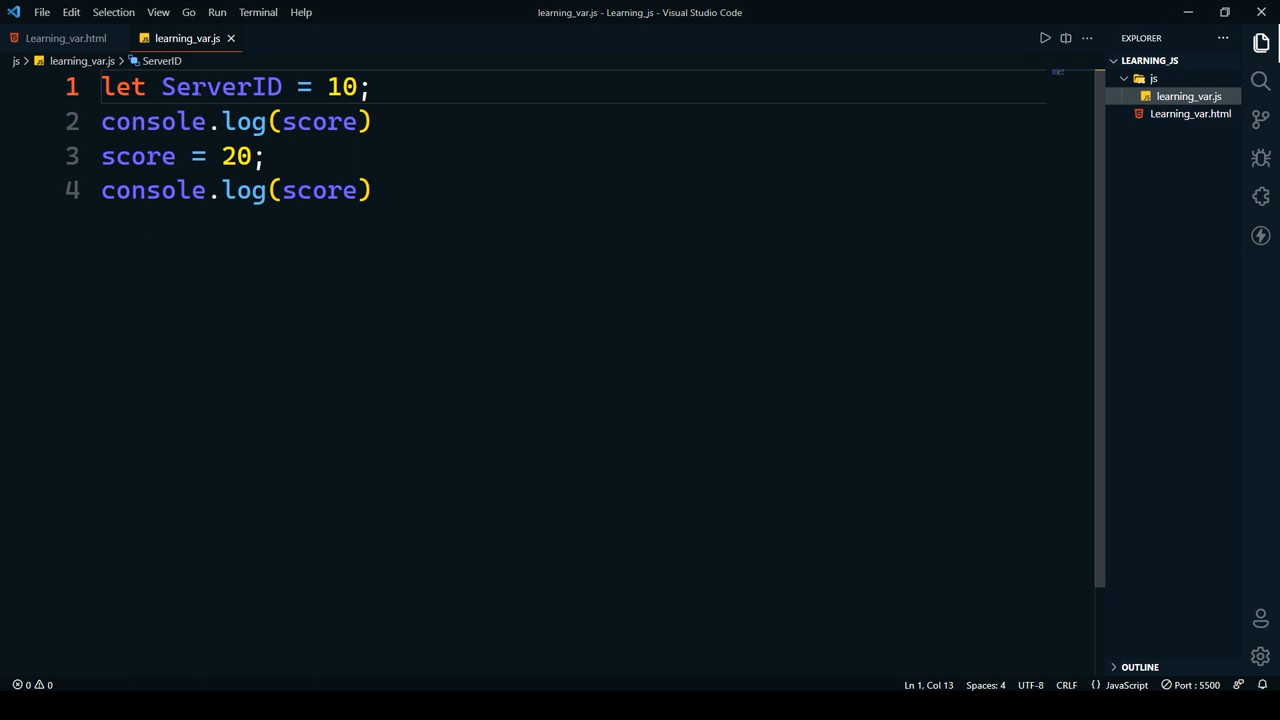 File Edit Selection View Go Run Terminal Help
learning_var.js - Learning_js - Visual Studio Code
Learning_var.html
learning_var.js
js > learning_var.js > ServerID
1 let ServerID = 10;
2 console.log(score)
3 score = 20;
4 console.log(score)
EXPLORER
LEARNING_JS
js
learning_var.js
Learning_var.html
OUTLINE
0 0
Ln 1, Col 13 Spaces: 4 UTF-8 CRLF {} JavaScript Port : 5500